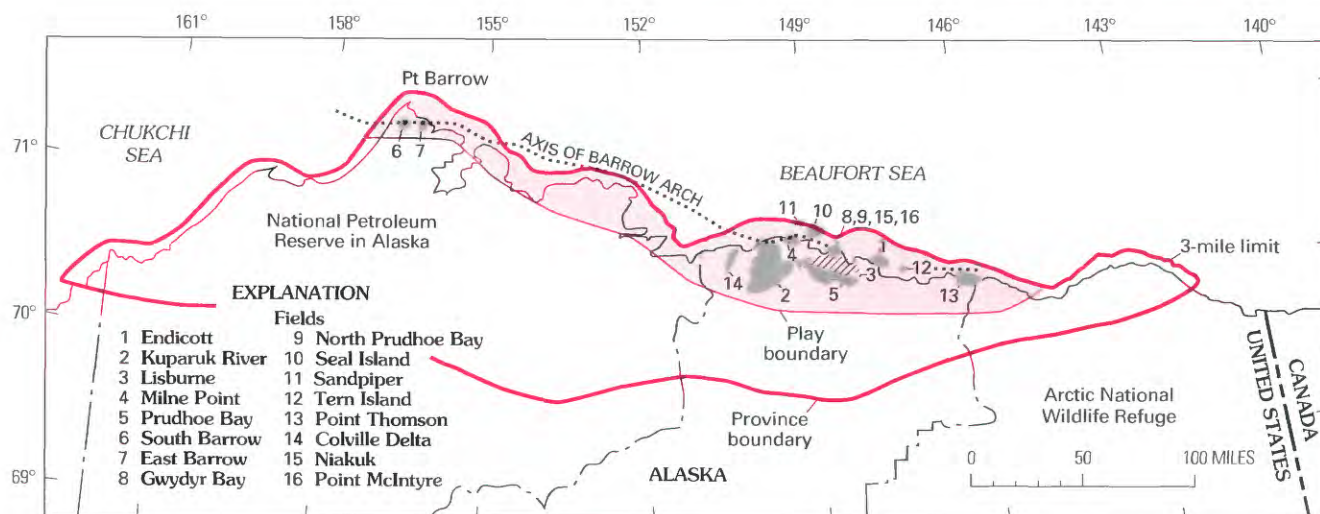 161° 158° 155° 152° 149° 146° 143° 140°
Pt Barrow
CHUKCHI
SEA
71°
AXIS OF BARROW ARCH
BEAUFORT SEA
6 7
11 10 8,9, 15, 16
1
National Petroleum
Reserve in Alaska
3-mile limit
4 3 12
14 2 5 13
70°
Play
boundary
EXPLANATION
Fields
1 Endicott
2 Kuparuk River
3 Lisburne
4 Milne Point
5 Prudhoe Bay
6 South Barrow
7 East Barrow
8 Gwydyr Bay
9 North Prudhoe Bay
10 Seal Island
11 Sandpiper
12 Tern Island
13 Point Thomson
14 Colville Delta
15 Niakuk
16 Point McIntyre
Province
boundary
Arctic National
Wildlife Refuge
UNITED STATES
CANADA
ALASKA
0 50 100 MILES
69°